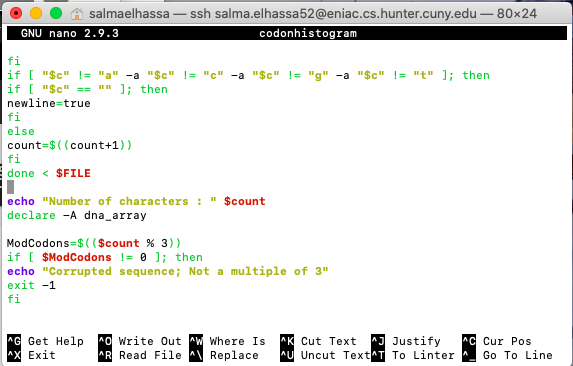 salmaelhassa — ssh salma.elhassa52@eniac.cs.hunter.cuny.edu — 80×24
GNU nano 2.9.3 codonhistogram
fi
if [ "$c" != "a" -a "$c" != "c" -a "$c" != "g" -a "$c" != "t" ]; then
if [ "$c" == "" ]; then
newline=true
fi
else
count=$((count+1))
fi
done < $FILE
echo "Number of characters : " $count
declare -A dna_array
ModCodons=$(($count % 3))
if [ $ModCodons != 0 ]; then
echo "Corrupted sequence; Not a multiple of 3"
exit -1
fi
^G Get Help ^O Write Out ^W Where Is ^K Cut Text ^J Justify ^C Cur Pos
^X Exit ^R Read File ^\ Replace ^U Uncut Text ^T To Linter ^_ Go To Line